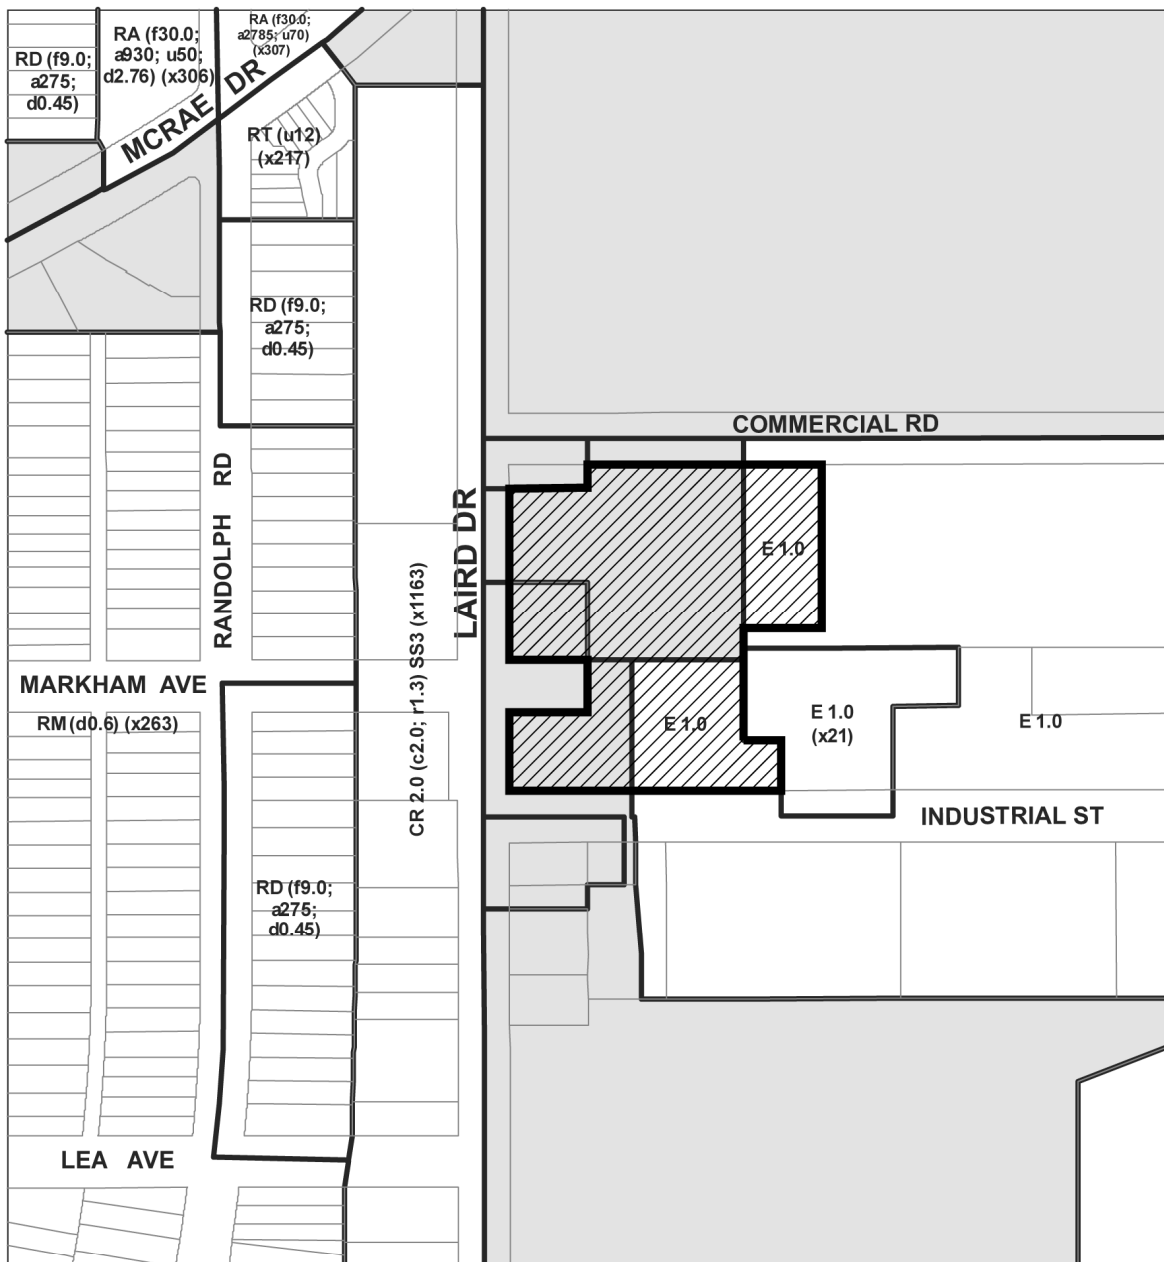 RA (f30.0;
a2785; u70)
(x307)
RA (f30.0;
a930; u50;
d2.76) (x306)
RD (f9.0;
a275;
d0.45)
MCRAE DR
RT (u12)
(x217)
RD (f9.0;
a275;
d0.45)
COMMERCIAL RD
RANDOLPH RD
LAIRD DR
E 1.0
CR 2.0 (c2.0; r1.3) SS3 (x1163)
MARKHAM AVE
RM (d0.6) (x263)
E 1.0
E 1.0
(x21)
E 1.0
INDUSTRIAL ST
RD (f9.0;
a275;
d0.45)
LEA AVE